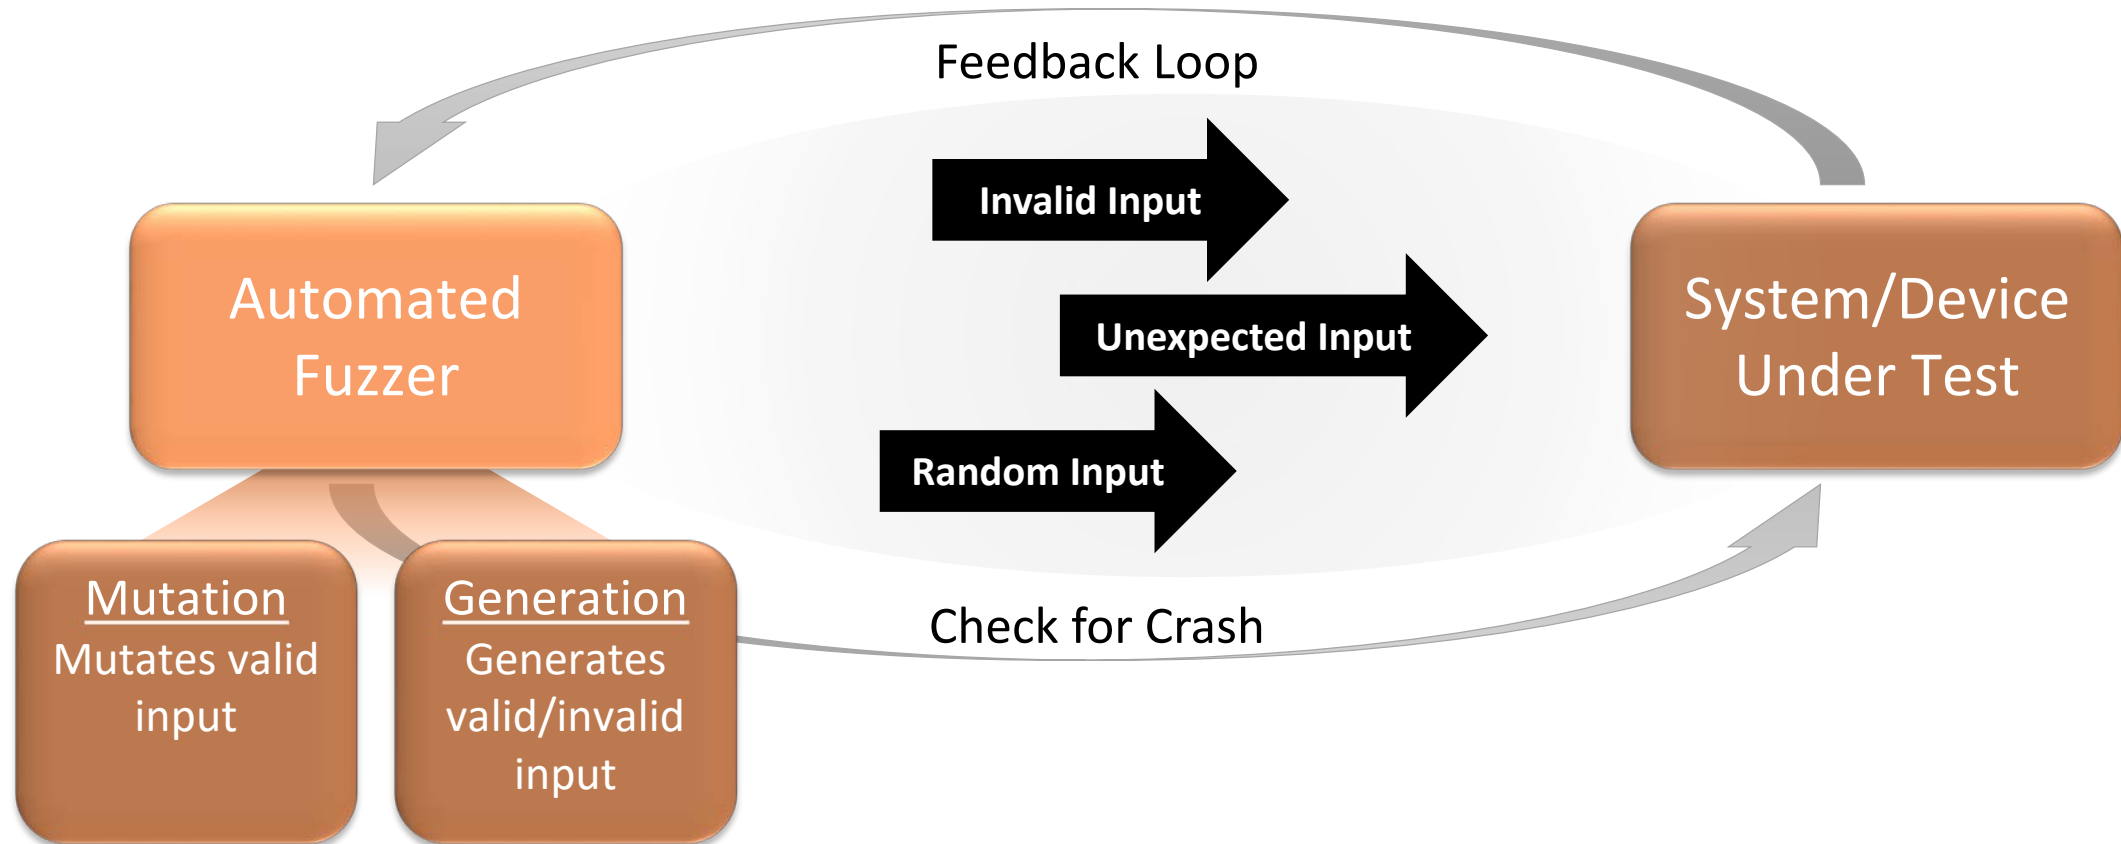 Feedback Loop
Invalid Input
Unexpected Input
Random Input
Automated
Fuzzer
System/Device
Under Test
Mutation
Mutates valid
input
Generation
Generates
valid/invalid
input
Check for Crash